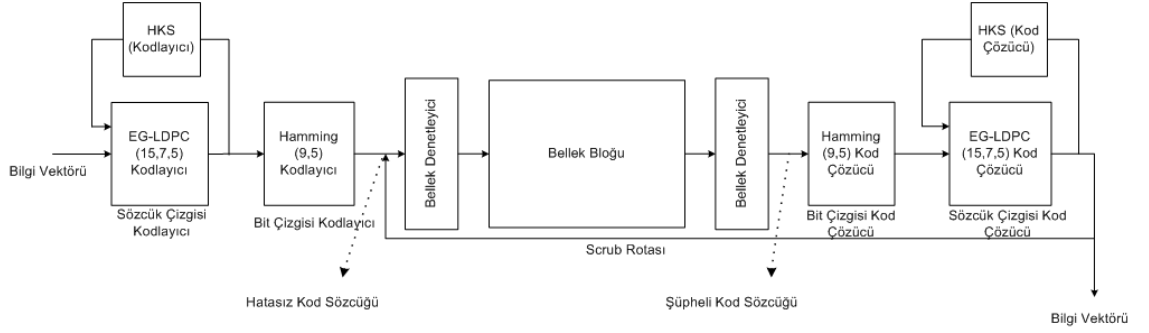 HKS
(Kodlayıcı)
HKS (Kod
Çözücü)
EG-LDPC
(15,7,5)
Kodlayıcı
Hamming
(9,5)
Kodlayıcı
Bellek Denetleyici
Bellek Bloğu
Bellek Denetleyici
Hamming
(9,5) Kod
Çözücü
EG-LDPC
(15,7,5) Kod
Çözücü
Bilgi Vektörü
Sözcük Çizgisi
Kodlayıcı
Bit Çizgisi Kodlayıcı
Bit Çizgisi Kod
Çözücü
Sözcük Çizgisi Kod
Çözücü
Scrub Rotası
Hatasız Kod Sözcüğü
Şüpheli Kod Sözcüğü
Bilgi Vektörü